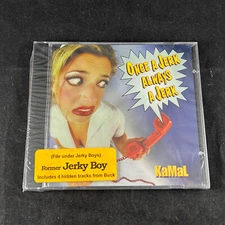 ONCE A JERK
ALWAYS
A JERK
KaMaL
(File under Jerky Boys)
Former Jerky Boy
Includes 4 hidden tracks from Buck